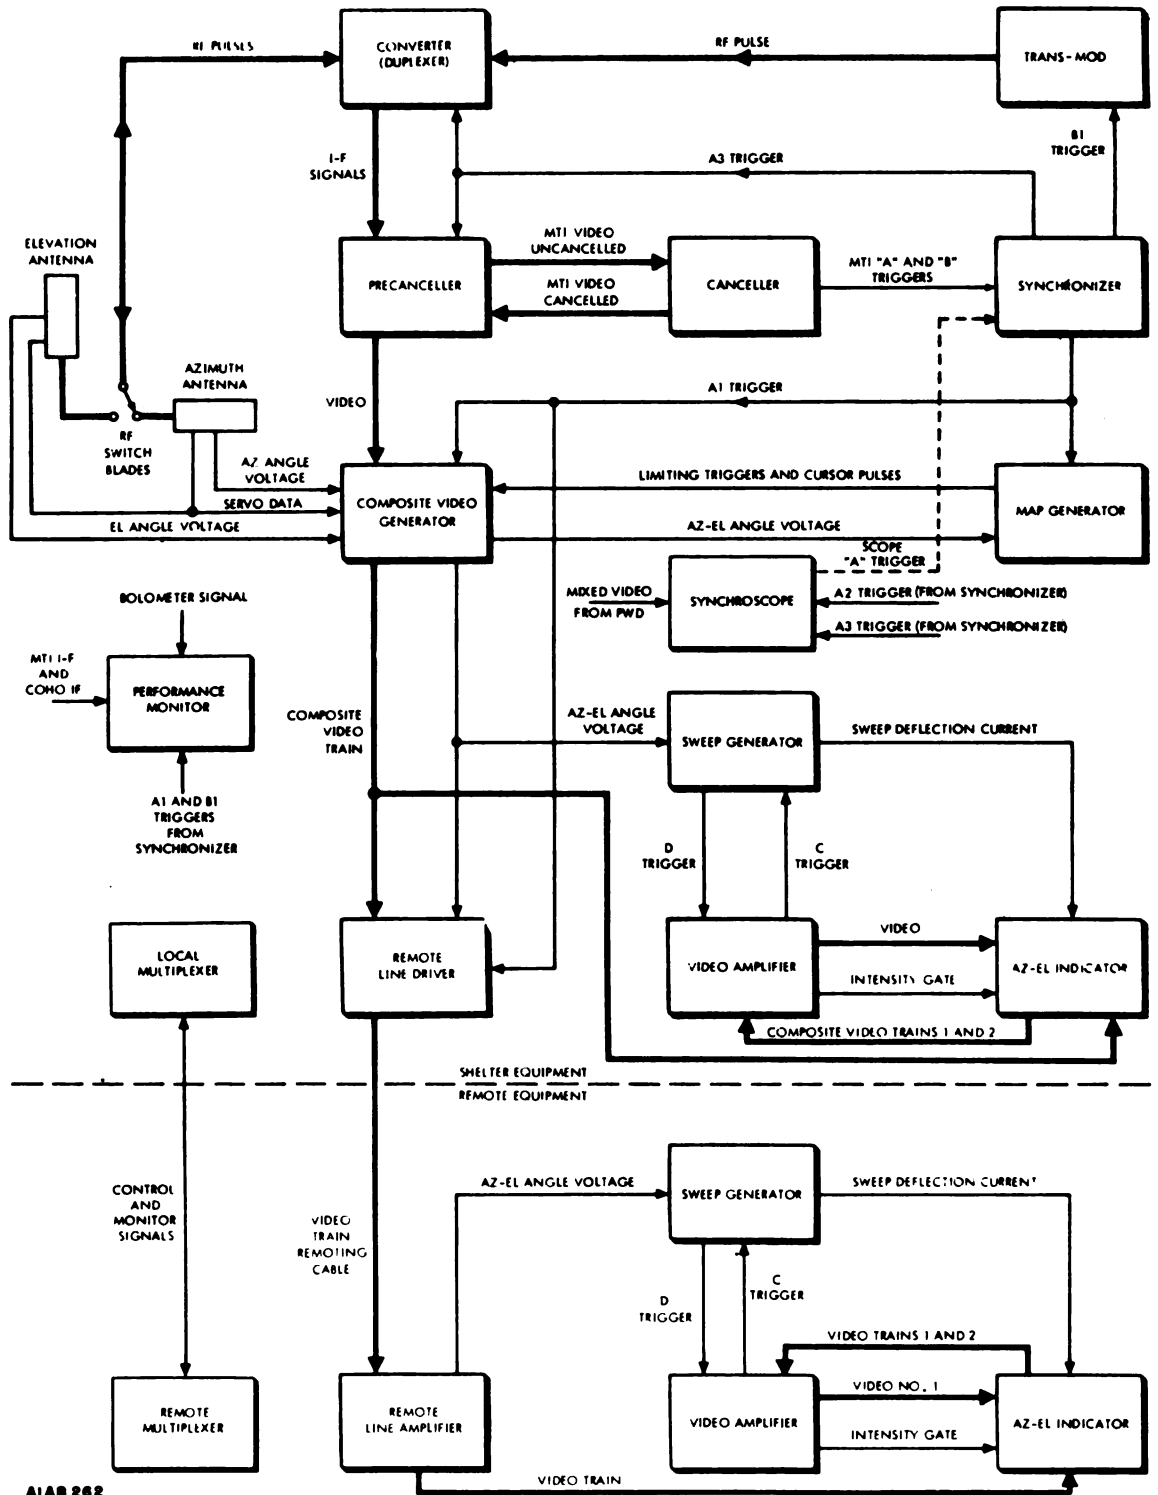 RF PULSES
CONVERTER
(DUPLEXER)
RF PULSE
TRANS-MOD
I-F
SIGNALS
A3 TRIGGER
B1
TRIGGER
ELEVATION
ANTENNA
PRECANCELLER
MTI VIDEO
UNCANCELLED
MTI VIDEO
CANCELLED
CANCELLER
MTI "A" AND "B"
TRIGGERS
SYNCHRONIZER
AZIMUTH
ANTENNA
VIDEO
A1 TRIGGER
RF
SWITCH
BLADES
AZ ANGLE
VOLTAGE
SERVO DATA
EL ANGLE VOLTAGE
COMPOSITE VIDEO
GENERATOR
LIMITING TRIGGERS AND CURSOR PULSES
AZ-EL ANGLE VOLTAGE
MAP GENERATOR
SCOPE
"A" TRIGGER
BOLOMETER SIGNAL
MIXED VIDEO
FROM PWD
SYNCHROSCOPE
A2 TRIGGER (FROM SYNCHRONIZER)
A3 TRIGGER (FROM SYNCHRONIZER)
MTI I-F
AND
COHO IF
PERFORMANCE
MONITOR
COMPOSITE
VIDEO
TRAIN
AZ-EL ANGLE
VOLTAGE
SWEEP GENERATOR
SWEEP DEFLECTION CURRENT
A1 AND B1
TRIGGERS
FROM
SYNCHRONIZER
D
TRIGGER
C
TRIGGER
LOCAL
MULTIPLEXER
REMOTE
LINE DRIVER
VIDEO AMPLIFIER
VIDEO
INTENSITY GATE
AZ-EL INDICATOR
COMPOSITE VIDEO TRAINS 1 AND 2
SHELTER EQUIPMENT
REMOTE EQUIPMENT
CONTROL
AND
MONITOR
SIGNALS
VIDEO
TRAIN
REMOTING
CABLE
AZ-EL ANGLE VOLTAGE
SWEEP GENERATOR
SWEEP DEFLECTION CURRENT
D
TRIGGER
C
TRIGGER
VIDEO TRAINS 1 AND 2
REMOTE
MULTIPLEXER
REMOTE
LINE AMPLIFIER
VIDEO AMPLIFIER
VIDEO NO. 1
INTENSITY GATE
AZ-EL INDICATOR
VIDEO TRAIN
AIAB 262